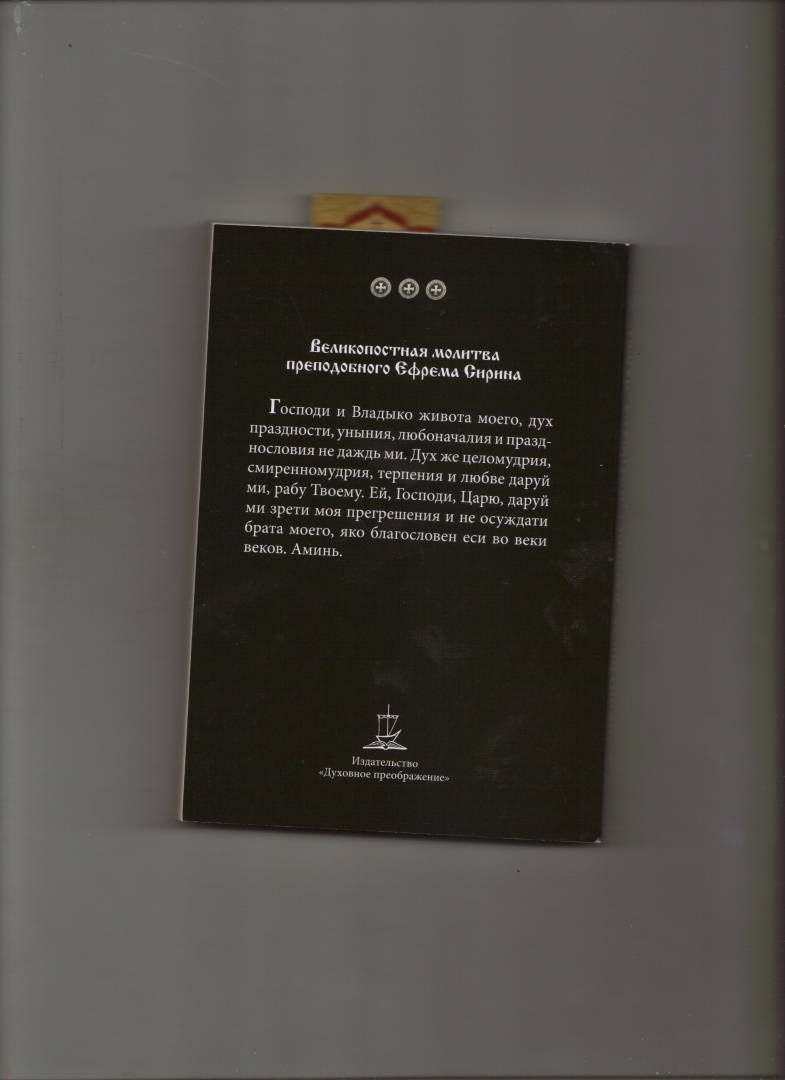 Великопостная молитва
преподобного Ефрема Сирина
Господи и Владыко живота моего, дух
праздности, уныния, любоначалия и празд-
нословия не даждь ми. Дух же целомудрия,
смиренномудрия, терпения и любве даруй
ми, рабу Твоему. Ей, Господи, Царю, даруй
ми зрети моя прегрешения и не осуждати
брата моего, яко благословен еси во веки
веков. Аминь.
Издательство
«Духовное преображение»